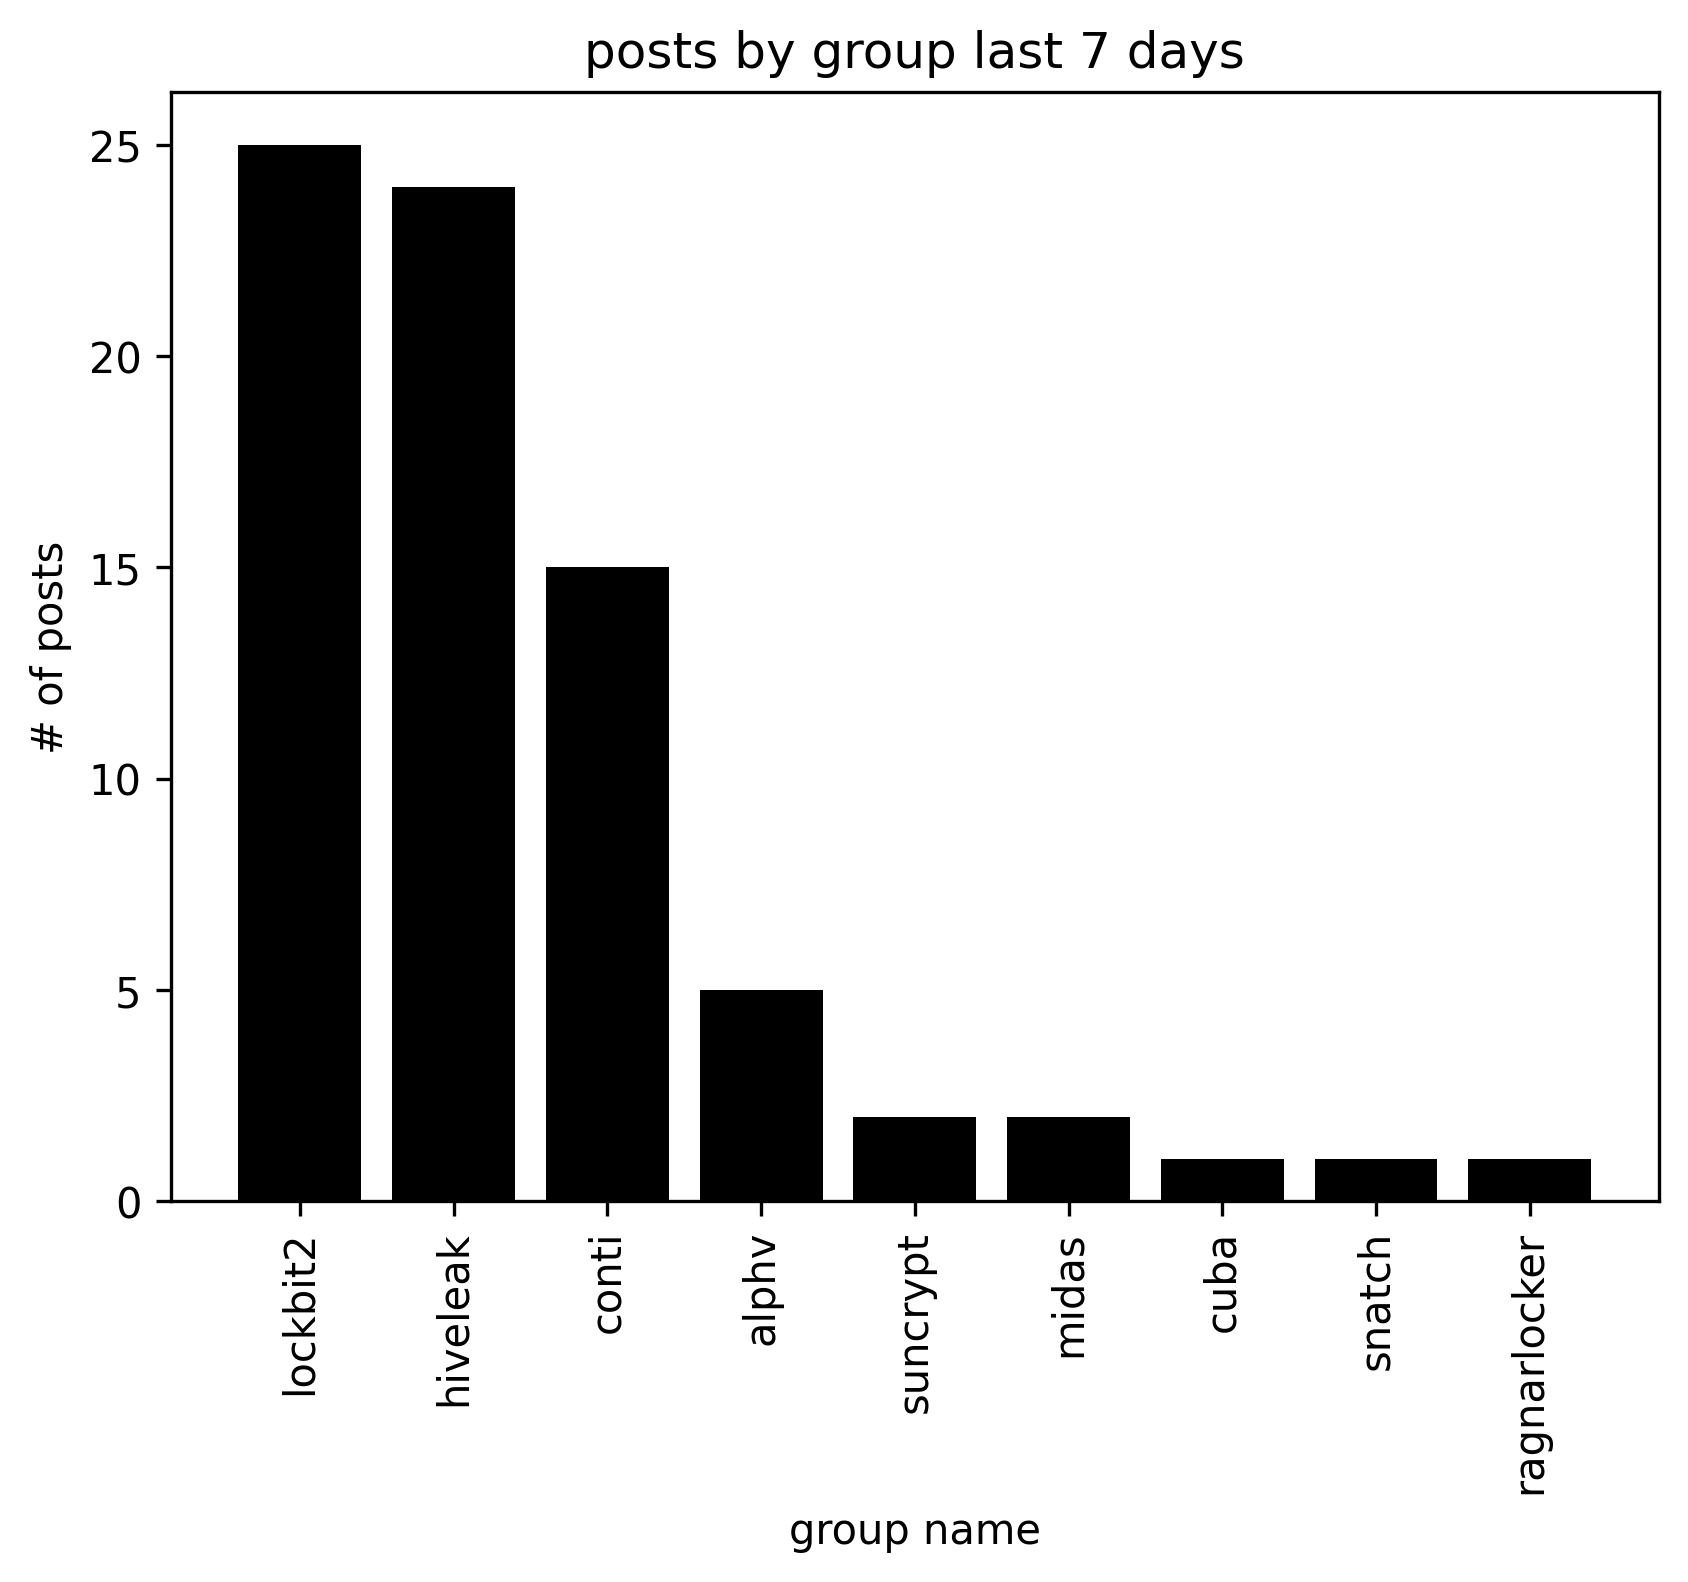 posts by group last 7 days
# of posts
25
20
15
10
5
0
lockbit2
hiveleak
conti
alphv
suncrypt
midas
cuba
snatch
ragnarlocker
group name